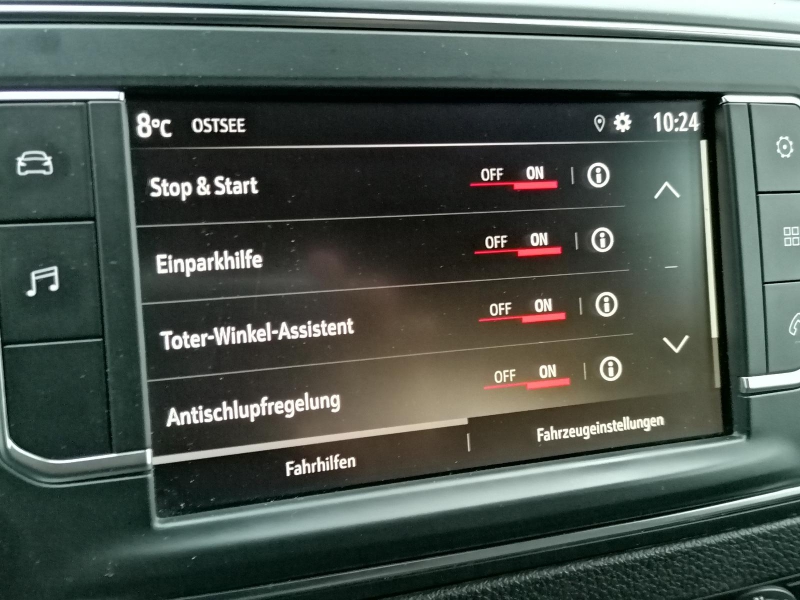 8°C OSTSEE 10:24
Stop & Start OFF ON
Einparkhilfe OFF ON
Toter-Winkel-Assistent OFF ON
Antischlupfregelung OFF ON
Fahrhilfen Fahrzeugeinstellungen